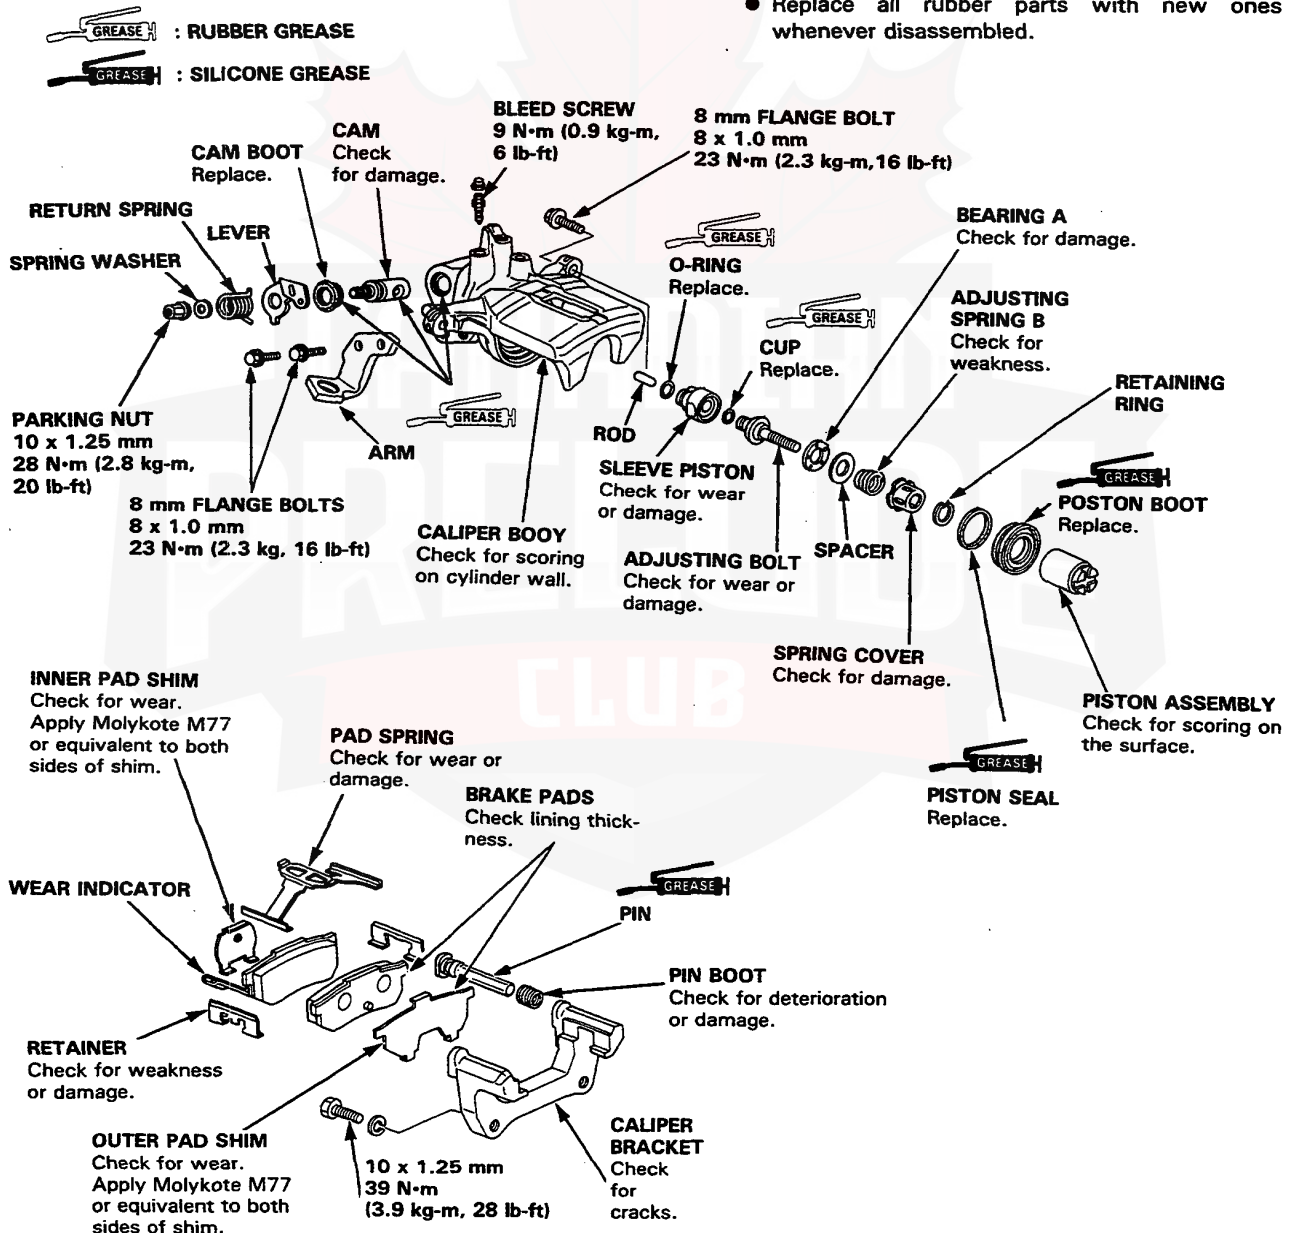 ● Replace all rubber parts with new ones
whenever disassembled.
GREASE : RUBBER GREASE
GREASE : SILICONE GREASE
BLEED SCREW
9 N•m (0.9 kg-m,
6 lb-ft)
8 mm FLANGE BOLT
8 x 1.0 mm
23 N•m (2.3 kg-m,16 lb-ft)
CAM
Check
for damage.
CAM BOOT
Replace.
RETURN SPRING
LEVER
SPRING WASHER
BEARING A
Check for damage.
GREASE
O-RING
Replace.
ADJUSTING
SPRING B
Check for
weakness.
GREASE
CUP
Replace.
RETAINING
RING
PARKING NUT
10 x 1.25 mm
28 N•m (2.8 kg-m,
20 lb-ft)
GREASE
ARM
ROD
SLEEVE PISTON
Check for wear
or damage.
GREASE
POSTON BOOT
Replace.
8 mm FLANGE BOLTS
8 x 1.0 mm
23 N•m (2.3 kg, 16 lb-ft)
CALIPER BOOY
Check for scoring
on cylinder wall.
ADJUSTING BOLT
Check for wear or
damage.
SPACER
SPRING COVER
Check for damage.
PISTON ASSEMBLY
Check for scoring on
the surface.
GREASE
PISTON SEAL
Replace.
INNER PAD SHIM
Check for wear.
Apply Molykote M77
or equivalent to both
sides of shim.
PAD SPRING
Check for wear or
damage.
BRAKE PADS
Check lining thick-
ness.
WEAR INDICATOR
GREASE
PIN
PIN BOOT
Check for deterioration
or damage.
RETAINER
Check for weakness
or damage.
OUTER PAD SHIM
Check for wear.
Apply Molykote M77
or equivalent to both
sides of shim.
10 x 1.25 mm
39 N•m
(3.9 kg-m, 28 lb-ft)
CALIPER
BRACKET
Check
for
cracks.
CANADIAN
PRELUDE
CLUB